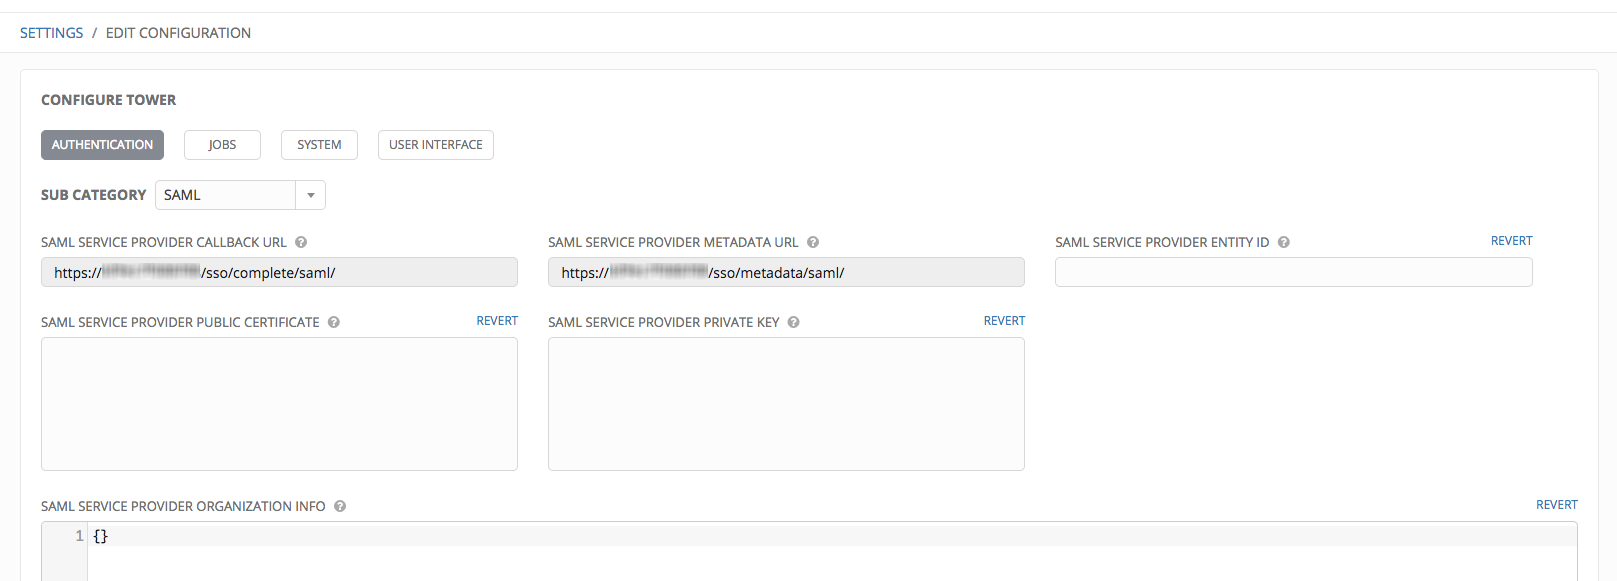 SETTINGS / EDIT CONFIGURATION
CONFIGURE TOWER
AUTHENTICATION JOBS SYSTEM USER INTERFACE
SUB CATEGORY SAML
SAML SERVICE PROVIDER CALLBACK URL ? SAML SERVICE PROVIDER METADATA URL ? SAML SERVICE PROVIDER ENTITY ID ? REVERT
https:// /sso/complete/saml/ https:// /sso/metadata/saml/
SAML SERVICE PROVIDER PUBLIC CERTIFICATE ? REVERT SAML SERVICE PROVIDER PRIVATE KEY ? REVERT
SAML SERVICE PROVIDER ORGANIZATION INFO ? REVERT
1 {}